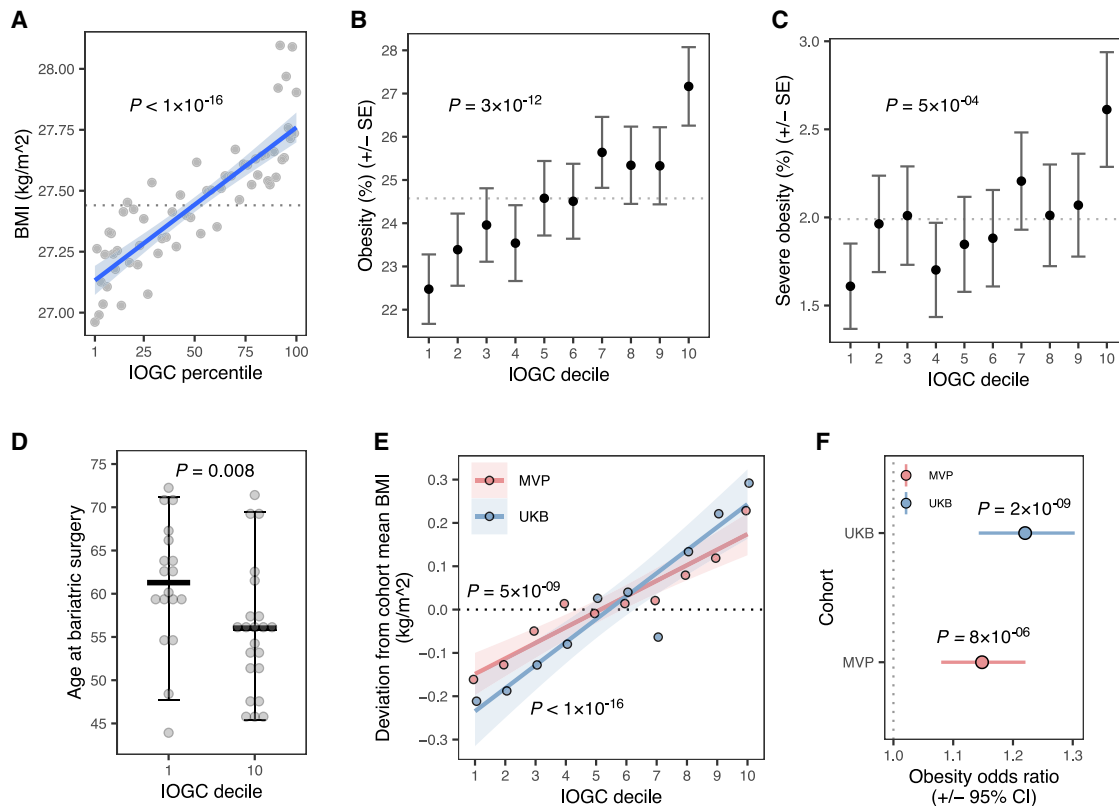 A
BMI (kg/m^2)
28.00
27.75
27.50
27.25
27.00
P < 1×10-16
1 25 50 75 100
IOGC percentile
B
Obesity (%) (+/− SE)
28
27
26
25
24
23
22
P = 3×10-12
1 2 3 4 5 6 7 8 9 10
IOGC decile
C
Severe obesity (%) (+/− SE)
3.0
2.5
2.0
1.5
P = 5×10-04
1 2 3 4 5 6 7 8 9 10
IOGC decile
D
Age at bariatric surgery
75
70
65
60
55
50
45
P = 0.008
1 10
IOGC decile
E
Deviation from cohort mean BMI
(kg/m^2)
0.3
0.2
0.1
0.0
−0.1
−0.2
−0.3
MVP
UKB
P = 5×10-09
P < 1×10-16
1 2 3 4 5 6 7 8 9 10
IOGC decile
F
Cohort
MVP
UKB
UKB
P = 2×10-09
MVP
P = 8×10-06
1.0 1.1 1.2 1.3
Obesity odds ratio
(+/− 95% CI)